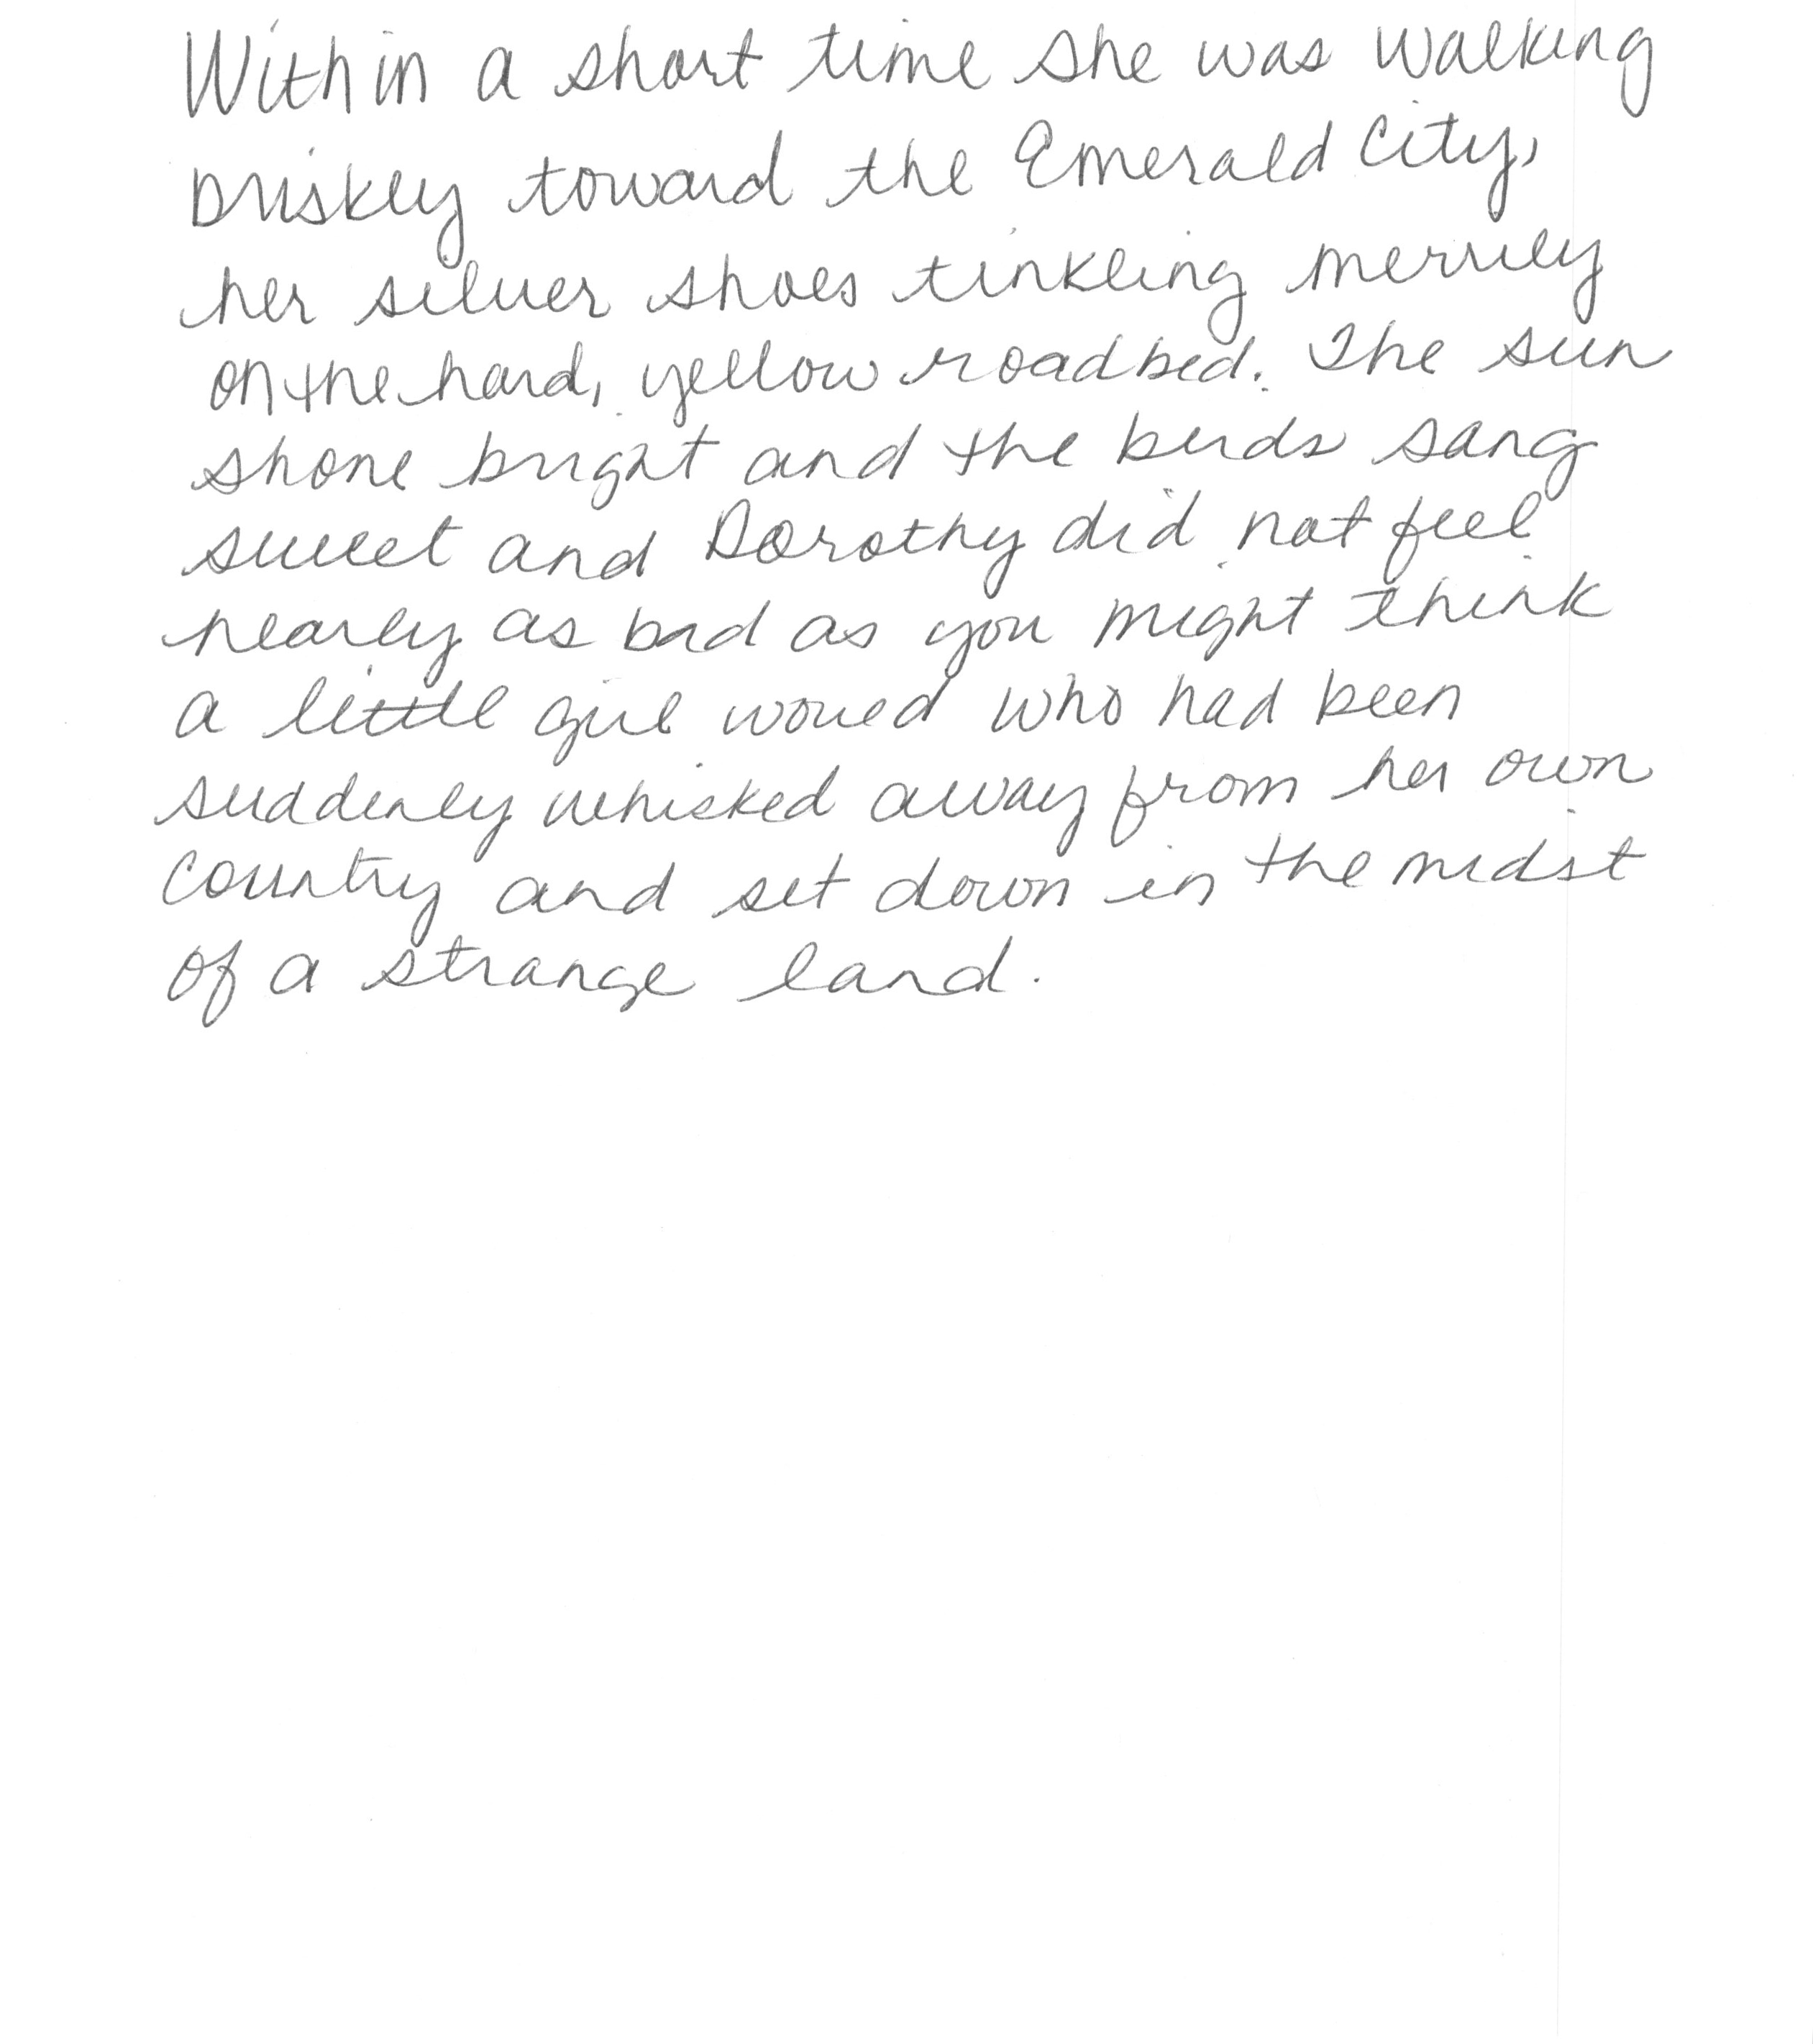 Within a short time she was walking
briskly toward the Emerald City,
her silver shoes tinkling merrily
on the hard, yellow roadbed. The sun
shone bright and the birds sang
sweet and Dorothy did not feel
nearly as bad as you might think
a little girl would who had been
suddenly whisked away from her own
country and set down in the midst
of a strange land.